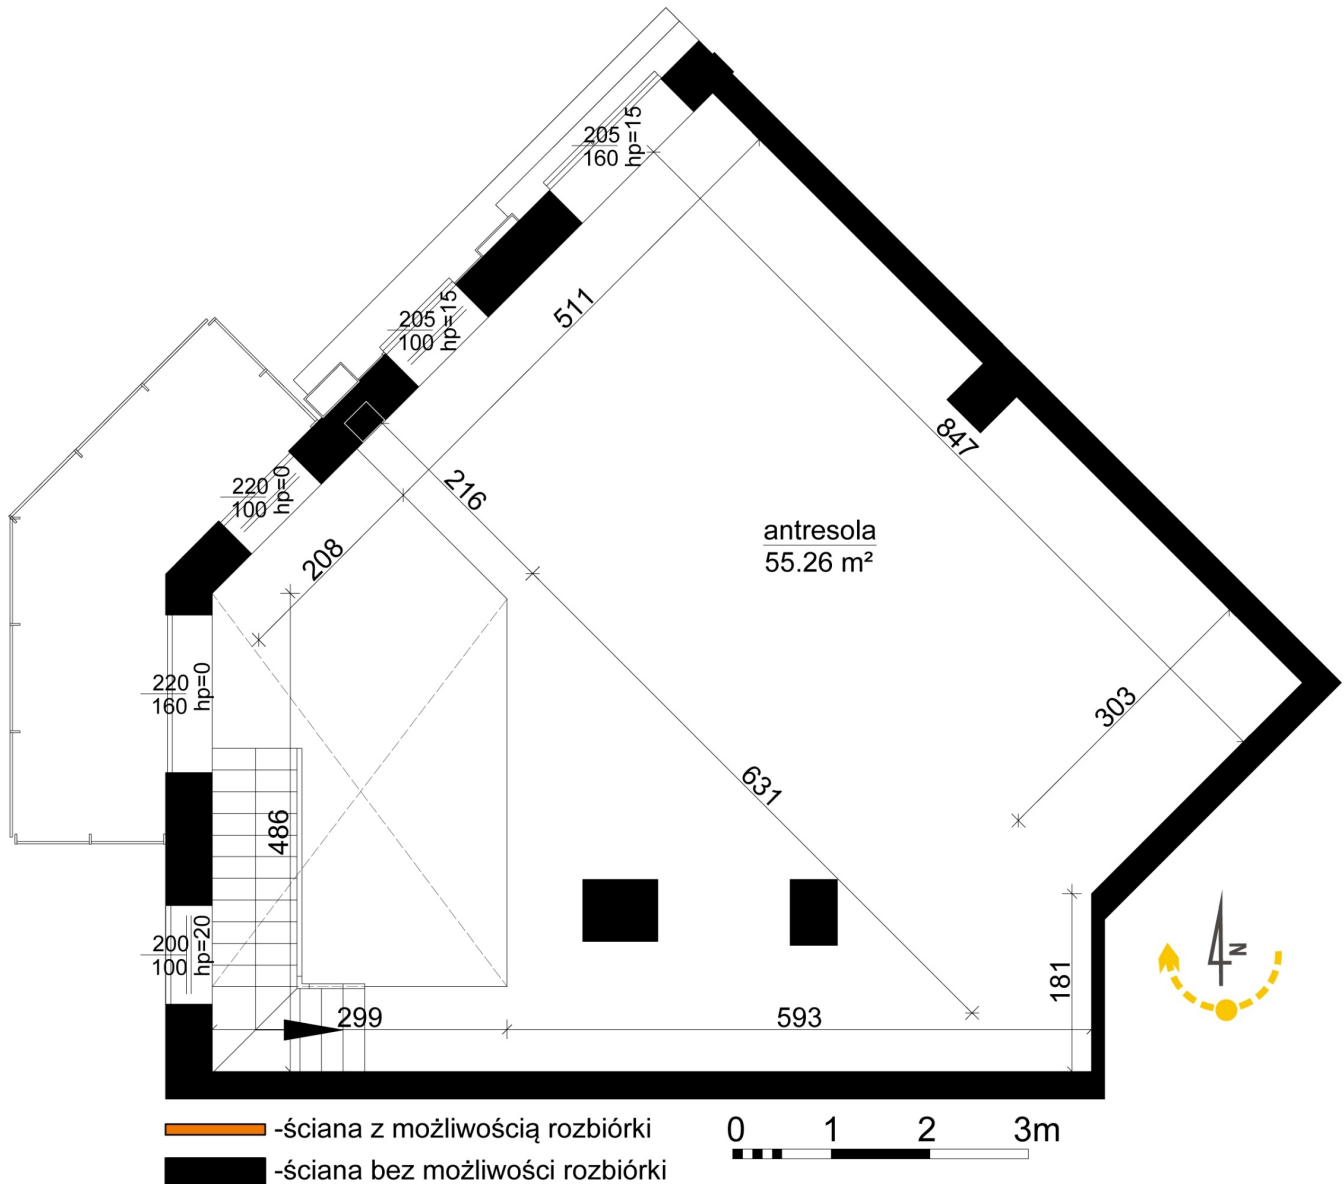 205
160
hp=15
511
205
100
hp=15
847
216
220
100
hp=0
antresola
55.26 m²
208
220
160
hp=0
303
631
486
200
100
hp=20
N
181
299
593
-ściana z możliwością rozbiórki
0 1 2 3m
-ściana bez możliwości rozbiórki